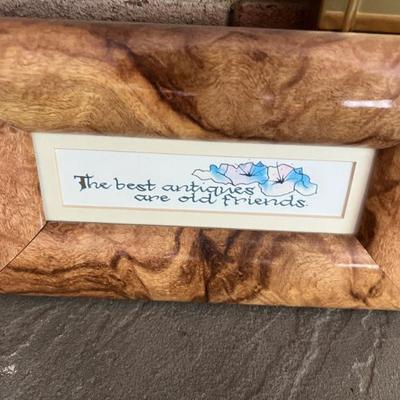 The best antiques
are old friends.